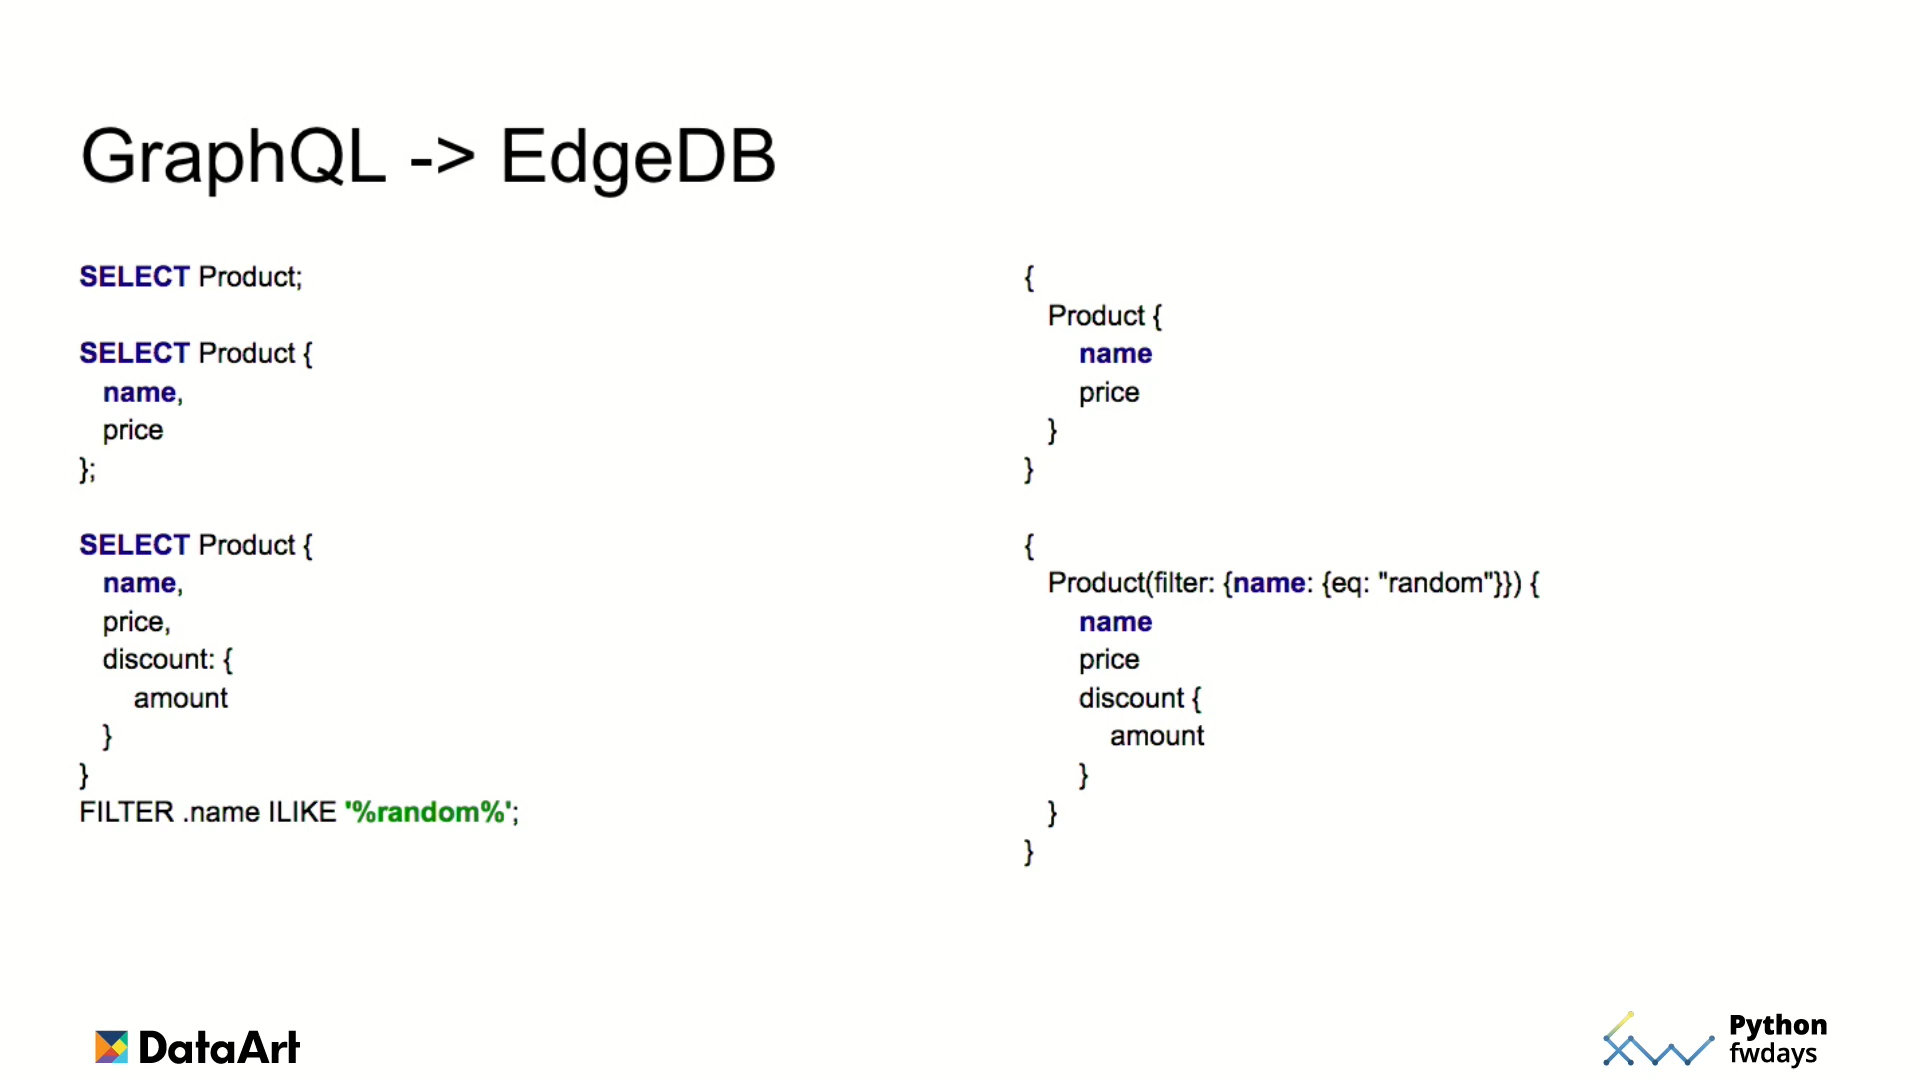 GraphQL -> EdgeDB
SELECT Product;
SELECT Product {
name,
price
};
SELECT Product {
name,
price,
discount: {
amount
}
}
FILTER .name ILIKE '%random%';
{
Product {
name
price
}
}
{
Product(filter: {name: {eq: "random"}}) {
name
price
discount {
amount
}
}
}
DataArt
Python
fwdays